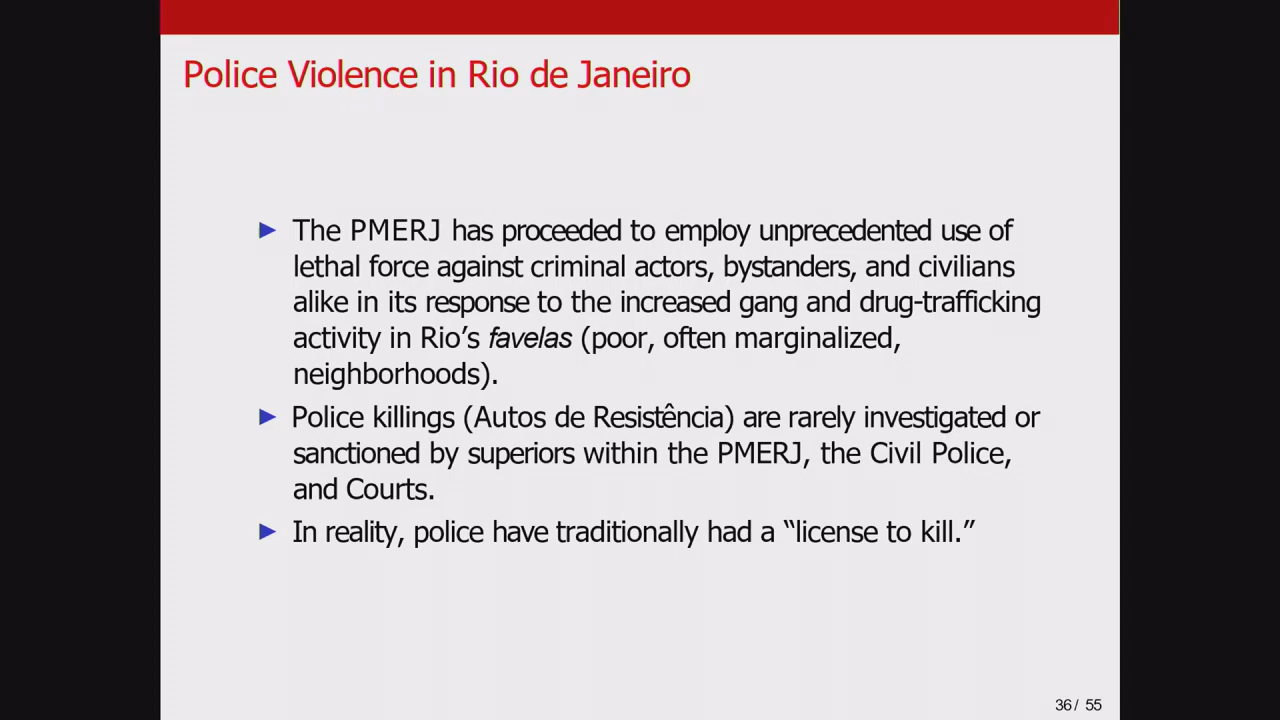 Police Violence in Rio de Janeiro
▶ The PMERJ has proceeded to employ unprecedented use of
lethal force against criminal actors, bystanders, and civilians
alike in its response to the increased gang and drug-trafficking
activity in Rio's favelas (poor, often marginalized,
neighborhoods).
▶ Police killings (Autos de Resistência) are rarely investigated or
sanctioned by superiors within the PMERJ, the Civil Police,
and Courts.
▶ In reality, police have traditionally had a “license to kill.”
36 / 55